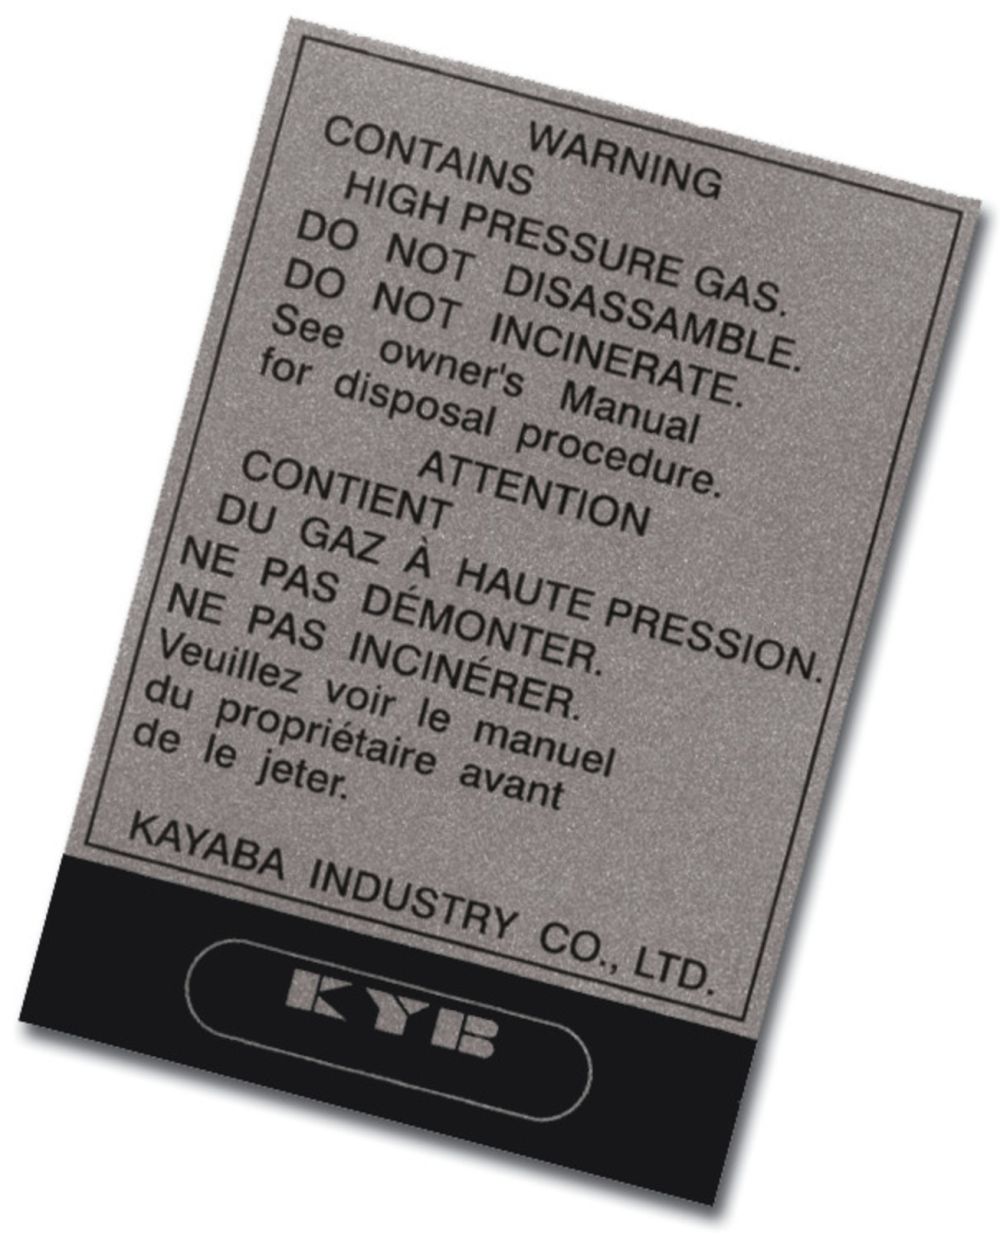 WARNING
CONTAINS
HIGH PRESSURE GAS.
DO NOT DISASSAMBLE.
DO NOT INCINERATE.
See owner's Manual
for disposal procedure.
ATTENTION
CONTIENT
DU GAZ À HAUTE PRESSION.
NE PAS DÉMONTER.
NE PAS INCINÉRER.
Veuillez voir le manuel
du propriétaire avant
de le jeter.
KAYABA INDUSTRY CO., LTD.
KYB